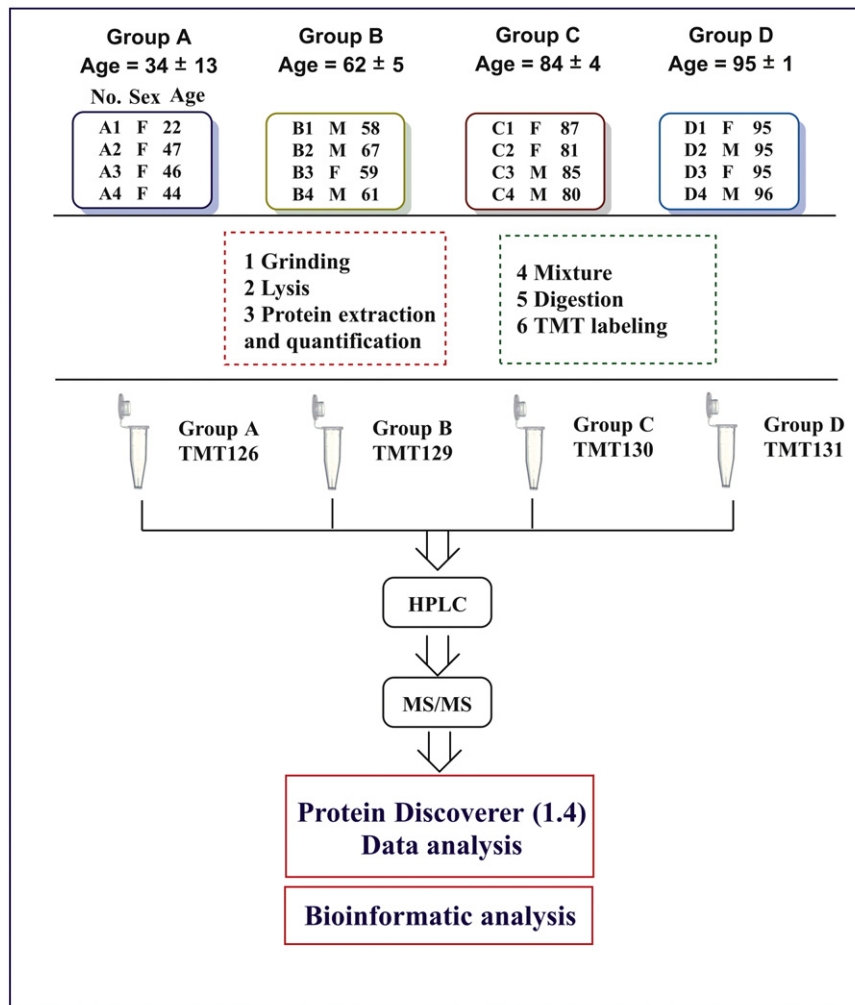 Group A
Age = 34 ± 13
Group B
Age = 62 ± 5
Group C
Age = 84 ± 4
Group D
Age = 95 ± 1
No. Sex Age
A1 F 22
A2 F 47
A3 F 46
A4 F 44
B1 M 58
B2 M 67
B3 F 59
B4 M 61
C1 F 87
C2 F 81
C3 M 85
C4 M 80
D1 F 95
D2 M 95
D3 F 95
D4 M 96
1 Grinding
2 Lysis
3 Protein extraction
and quantification
4 Mixture
5 Digestion
6 TMT labeling
Group A
TMT126
Group B
TMT129
Group C
TMT130
Group D
TMT131
HPLC
MS/MS
Protein Discoverer (1.4)
Data analysis
Bioinformatic analysis